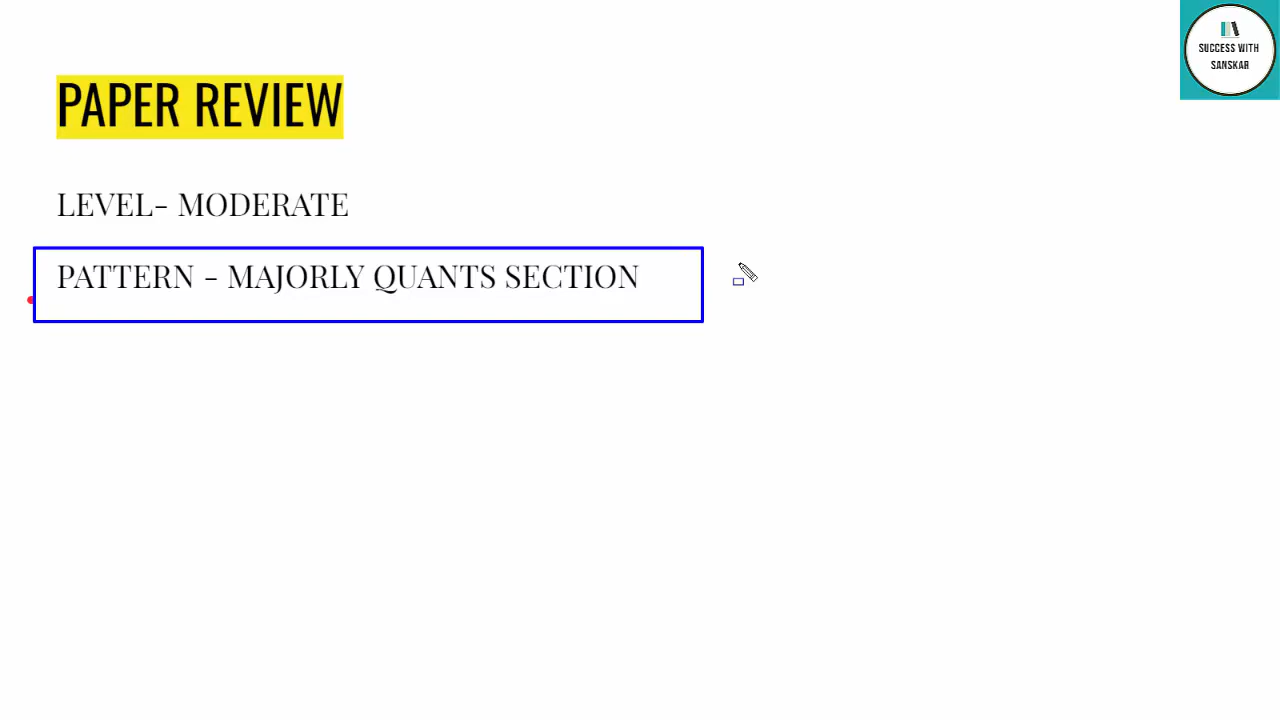 SUCCESS WITH
SANSKAR
PAPER REVIEW
LEVEL- MODERATE
PATTERN - MAJORLY QUANTS SECTION